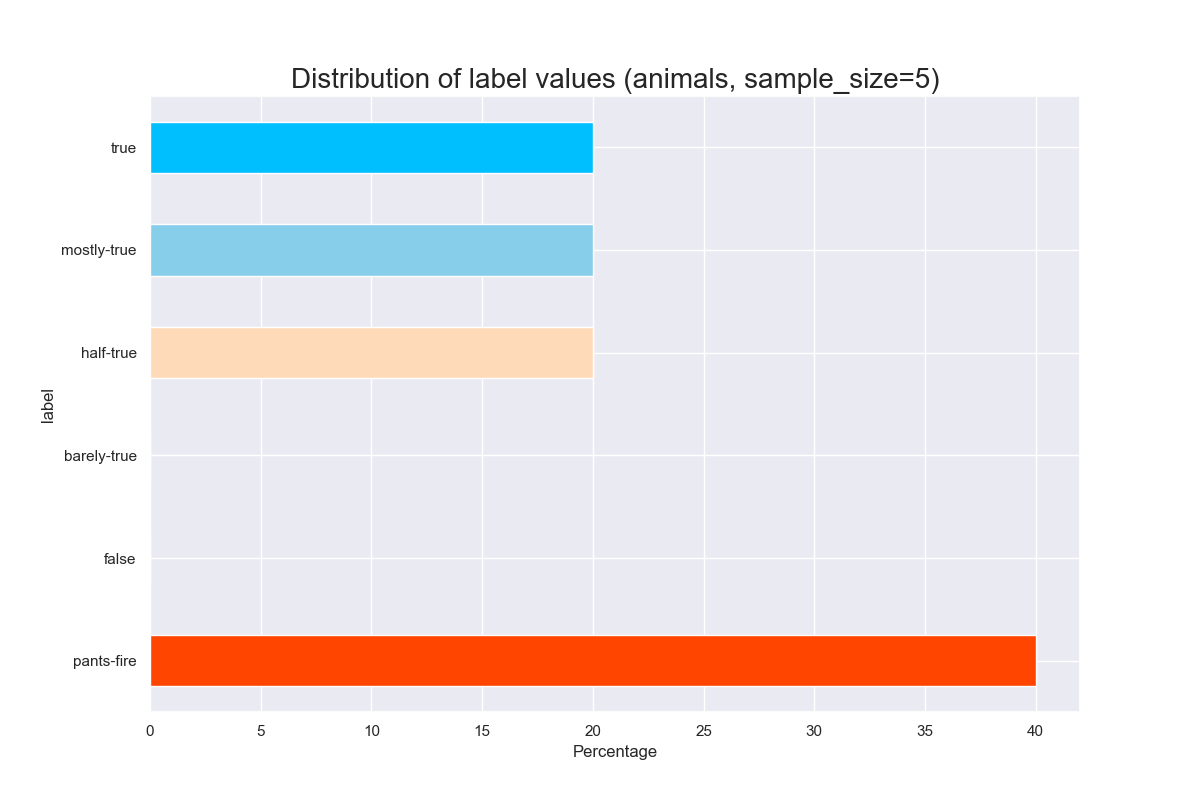 Distribution of label values (animals, sample_size=5)
true
mostly-true
half-true
label
barely-true
false
pants-fire
0 5 10 15 20 25 30 35 40
Percentage